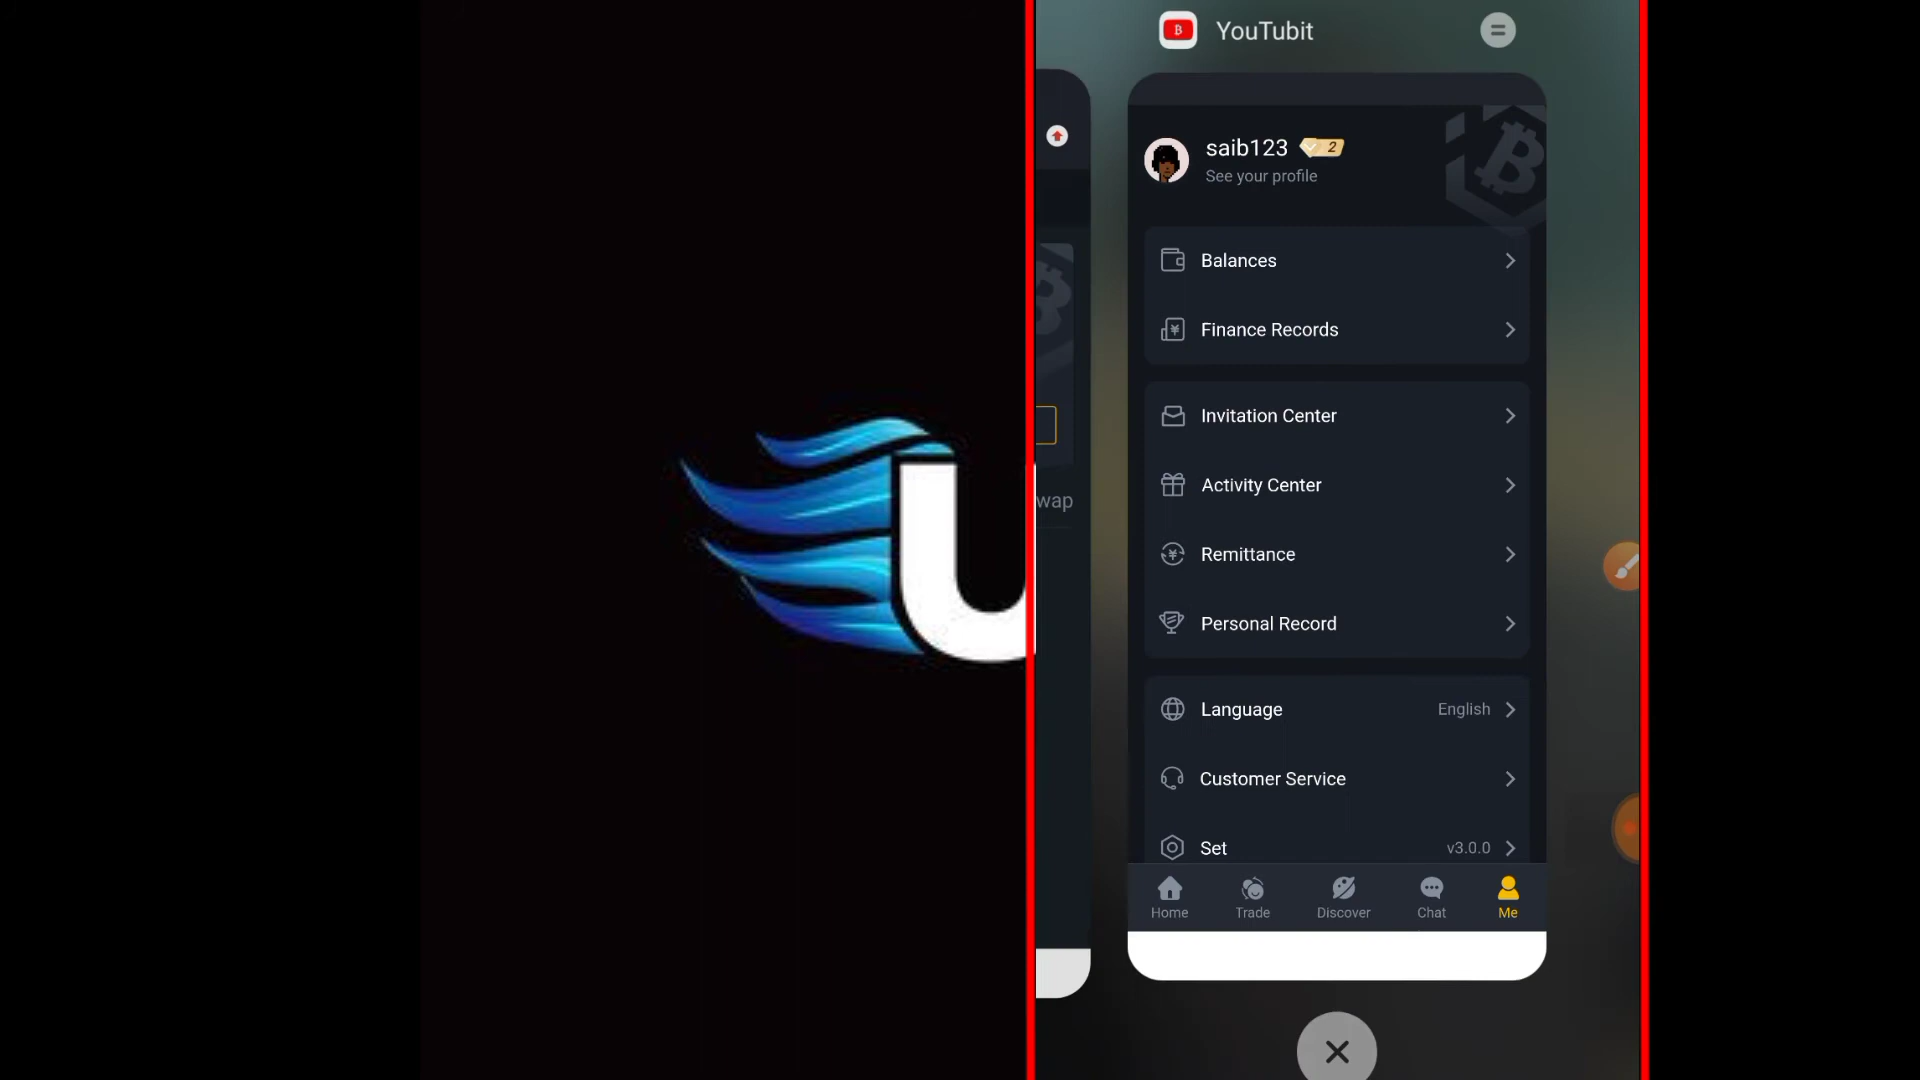 U
YouTubit
saib123 2
See your profile
Balances
Finance Records
wap
Invitation Center
Activity Center
Remittance
Personal Record
Language English
Customer Service
Set v3.0.0
Home Trade Discover Chat Me